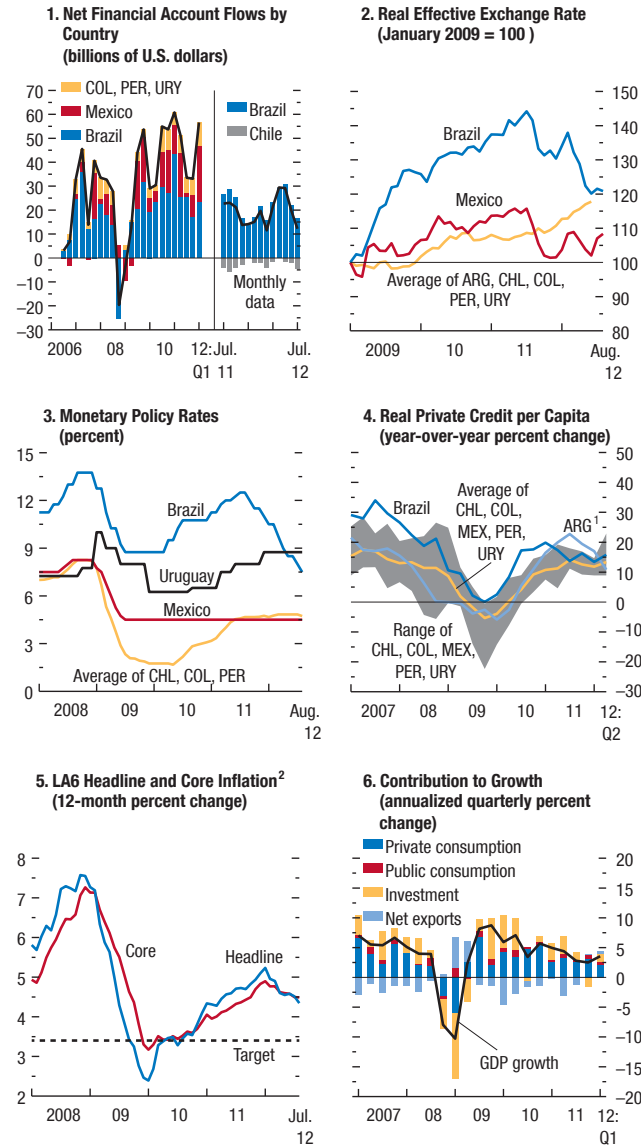 1. Net Financial Account Flows by
Country
(billions of U.S. dollars)
COL, PER, URY
Mexico
Brazil
Brazil
Chile
Monthly
data
70
60
50
40
30
20
10
0
–10
–20
–30
2006
08
10
12:
Q1
Jul.
11
Jul.
12
2. Real Effective Exchange Rate
(January 2009 = 100 )
Brazil
Mexico
Average of ARG, CHL, COL,
PER, URY
150
140
130
120
110
100
90
80
2009
10
11
Aug.
12
3. Monetary Policy Rates
(percent)
15
12
9
6
3
0
Brazil
Uruguay
Mexico
Average of CHL, COL, PER
2008
09
10
11
Aug.
12
4. Real Private Credit per Capita
(year-over-year percent change)
Brazil
Average of
CHL, COL,
MEX, PER,
URY
ARG1
Range of
CHL, COL, MEX,
PER, URY
50
40
30
20
10
0
–10
–20
–30
2007
08
09
10
11
12:
Q2
5. LA6 Headline and Core Inflation2
(12-month percent change)
8
7
6
5
4
3
2
Core
Headline
Target
2008
09
10
11
Jul.
12
6. Contribution to Growth
(annualized quarterly percent
change)
Private consumption
Public consumption
Investment
Net exports
GDP growth
20
15
10
5
0
–5
–10
–15
–20
2007
08
09
10
11
12:
Q1